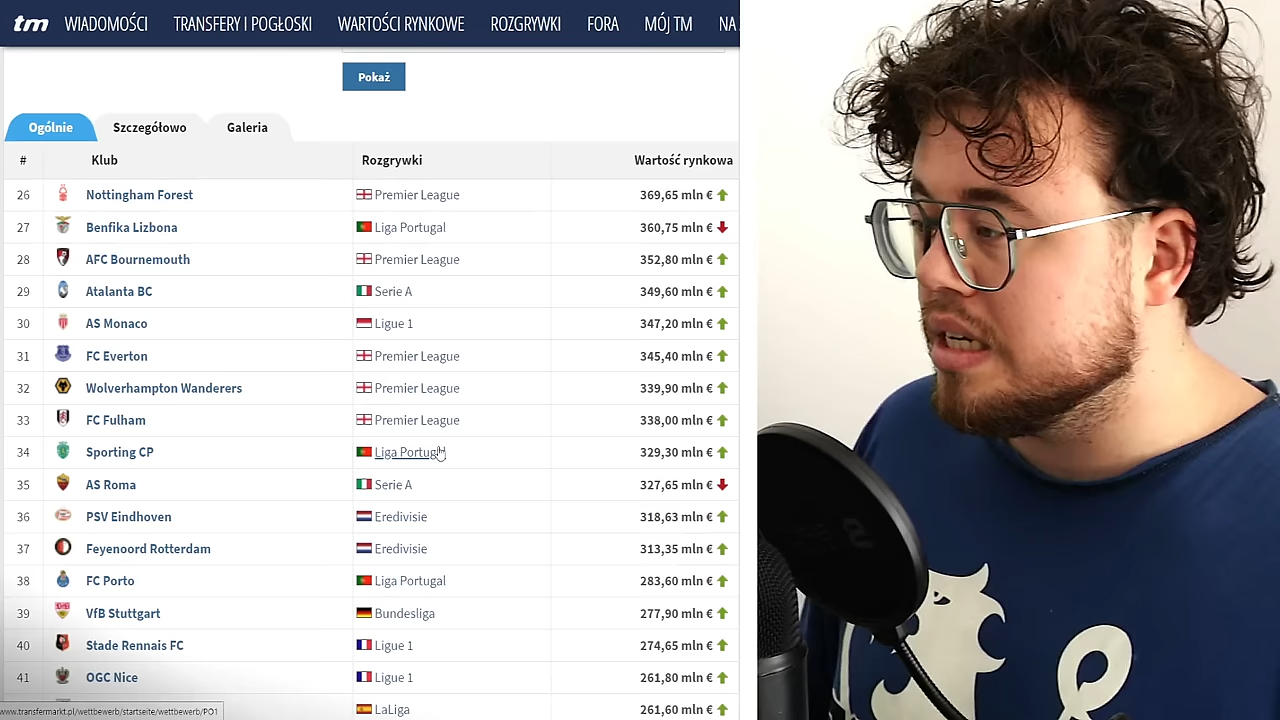 tm WIADOMOŚCI TRANSFERY I POGŁOSKI WARTOŚCI RYNKOWE ROZGRYWKI FORA MÓJ TM NA
Pokaż
Ogólnie Szczegółowo Galeria
# Klub Rozgrywki Wartość rynkowa
26 Nottingham Forest Premier League 369,65 mln €
27 Benfika Lizbona Liga Portugal 360,75 mln €
28 AFC Bournemouth Premier League 352,80 mln €
29 Atalanta BC Serie A 349,60 mln €
30 AS Monaco Ligue 1 347,20 mln €
31 FC Everton Premier League 345,40 mln €
32 Wolverhampton Wanderers Premier League 339,90 mln €
33 FC Fulham Premier League 338,00 mln €
34 Sporting CP Liga Portugal 329,30 mln €
35 AS Roma Serie A 327,65 mln €
36 PSV Eindhoven Eredivisie 318,63 mln €
37 Feyenoord Rotterdam Eredivisie 313,35 mln €
38 FC Porto Liga Portugal 283,60 mln €
39 VfB Stuttgart Bundesliga 277,90 mln €
40 Stade Rennais FC Ligue 1 274,65 mln €
41 OGC Nice Ligue 1 261,80 mln €
LaLiga 261,60 mln €
www.transfermarkt.pl/wettbewerb/startseite/wettbewerb/PO1